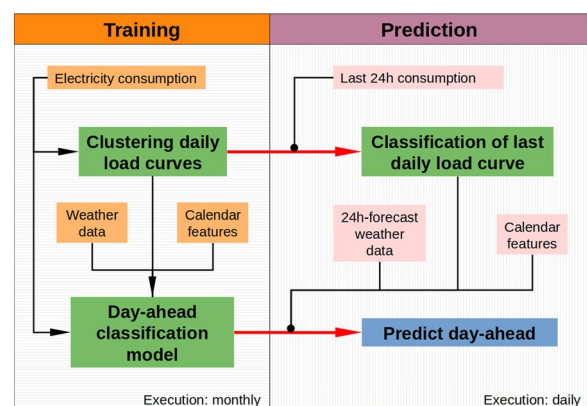 Training
Prediction
Electricity consumption
Last 24h consumption
Clustering daily
load curves
Classification of last
daily load curve
Weather
data
Calendar
features
24h-forecast
weather
data
Calendar
features
Day-ahead
classification
model
Predict day-ahead
Execution: monthly
Execution: daily